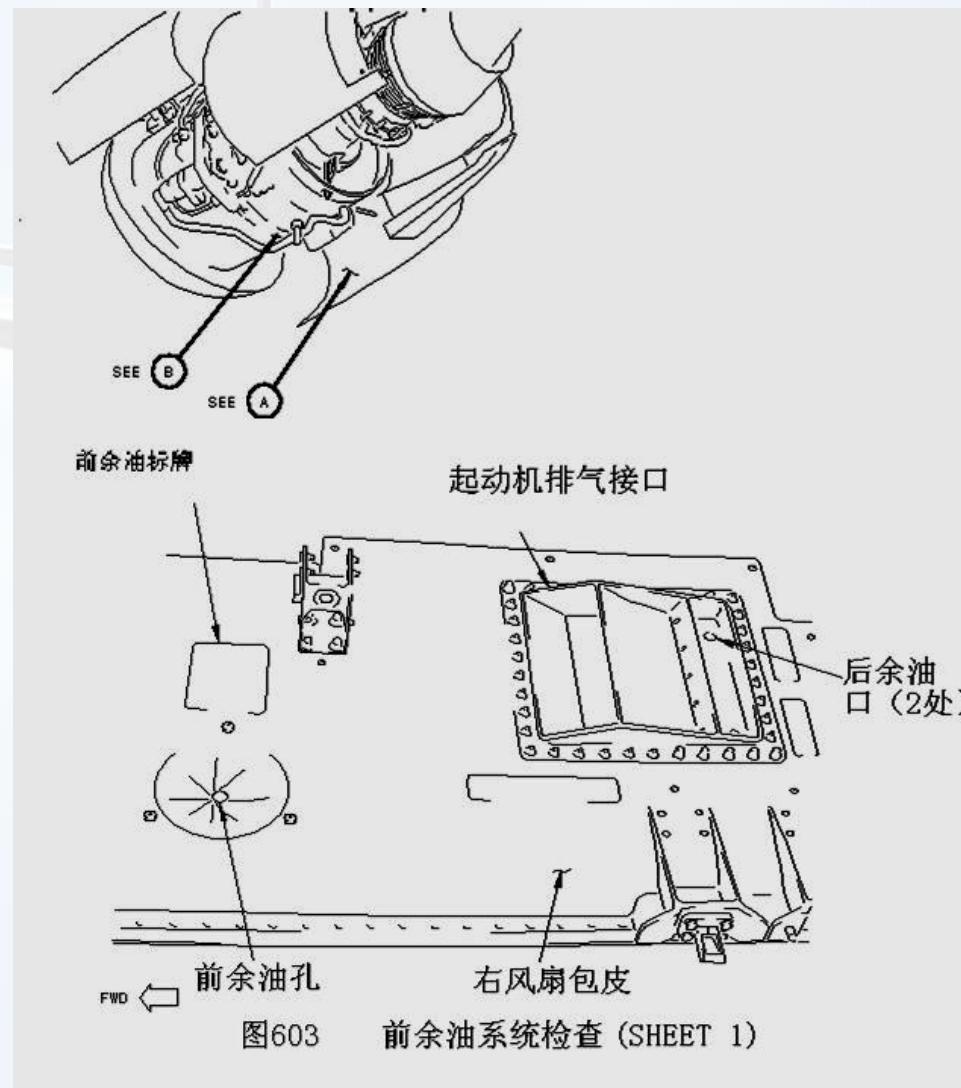 SEE B
SEE A
前余油标牌
起动机排气接口
后余油
口（2处）
前余油孔
右风扇包皮
FWD
图603 前余油系统检查 (SHEET 1)